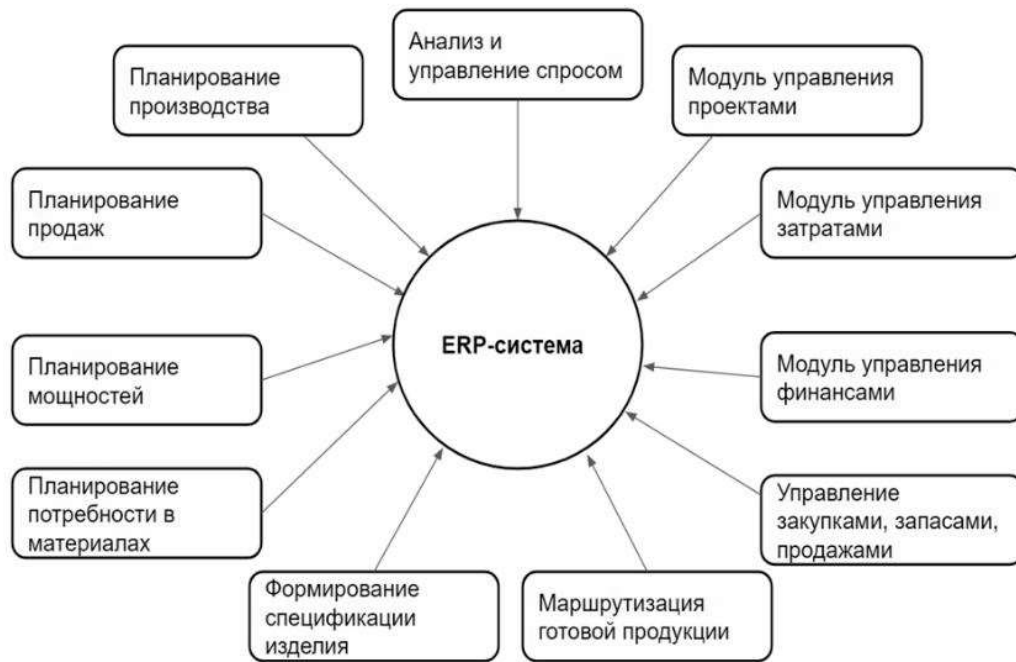 Анализ и
управление спросом
Планирование
производства
Модуль управления
проектами
Планирование
продаж
Модуль управления
затратами
ERP-система
Планирование
мощностей
Модуль управления
финансами
Планирование
потребности в
материалах
Управление
закупками, запасами,
продажами
Формирование
спецификации
изделия
Маршрутизация
готовой продукции